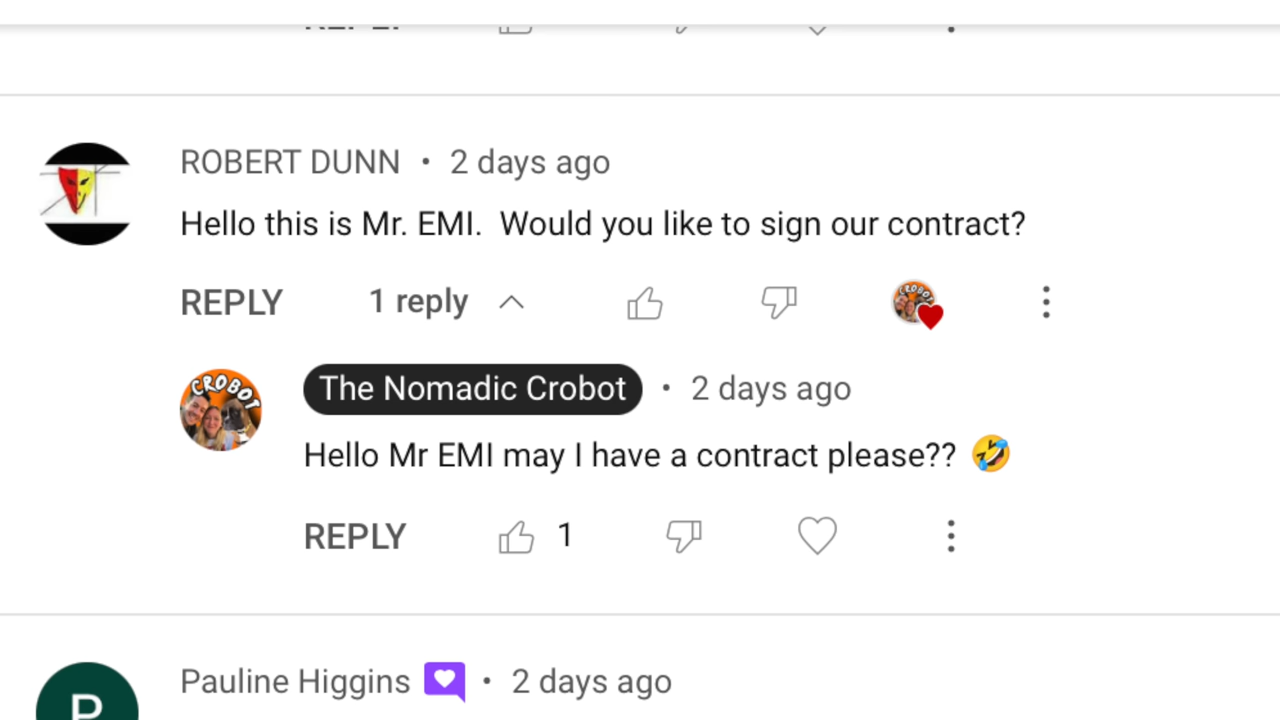 REPLY
ROBERT DUNN • 2 days ago
Hello this is Mr. EMI.  Would you like to sign our contract?
REPLY 1 reply
CROBOT
The Nomadic Crobot • 2 days ago
Hello Mr EMI may I have a contract please?? 🤣
REPLY 1
Pauline Higgins • 2 days ago
P